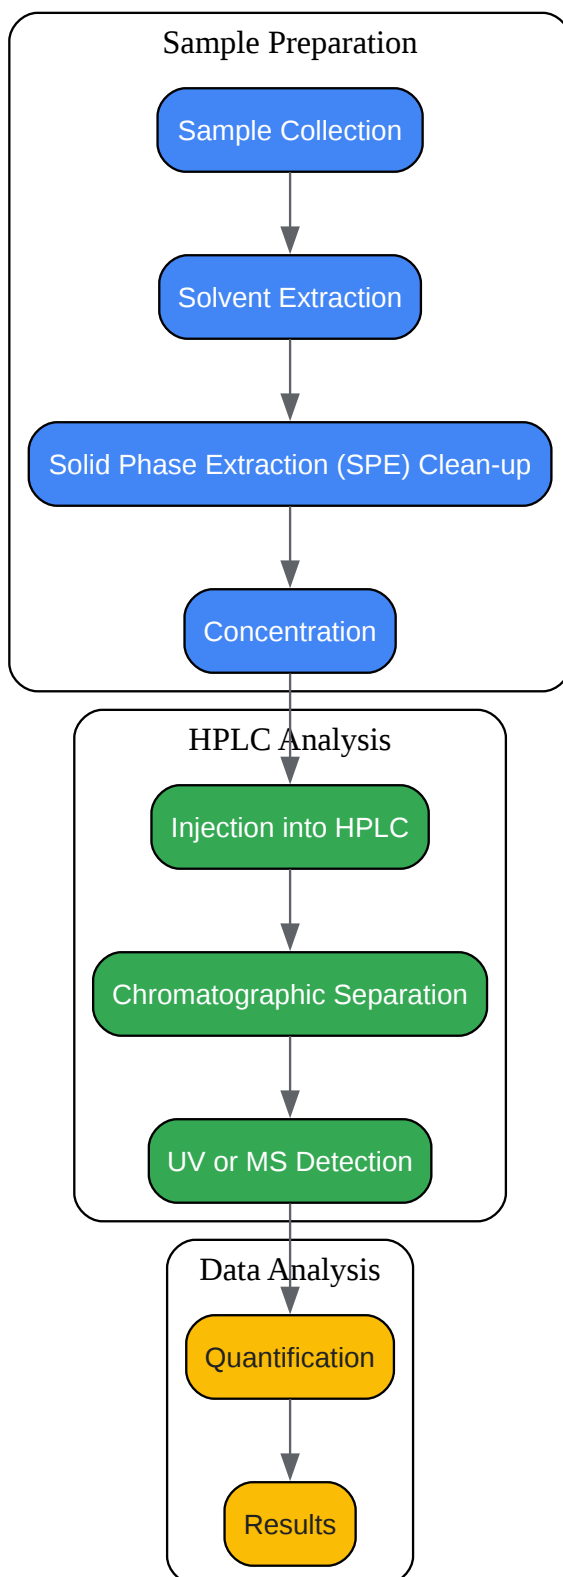 Sample Preparation
Sample Collection
Solvent Extraction
Solid Phase Extraction (SPE) Clean-up
Concentration
HPLC Analysis
Injection into HPLC
Chromatographic Separation
UV or MS Detection
Data Analysis
Quantification
Results